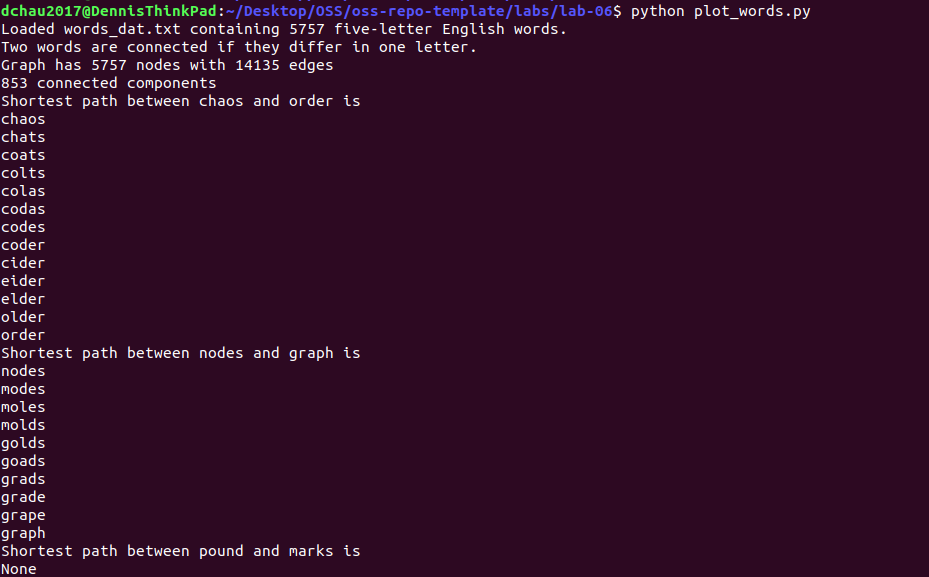 dchau2017@DennisThinkPad:~/Desktop/OSS/oss-repo-template/labs/lab-06$ python plot_words.py
Loaded words_dat.txt containing 5757 five-letter English words.
Two words are connected if they differ in one letter.
Graph has 5757 nodes with 14135 edges
853 connected components
Shortest path between chaos and order is
chaos
chats
coats
colts
colas
codas
codes
coder
cider
eider
elder
older
order
Shortest path between nodes and graph is
nodes
modes
moles
molds
golds
goads
grads
grade
grape
graph
Shortest path between pound and marks is
None